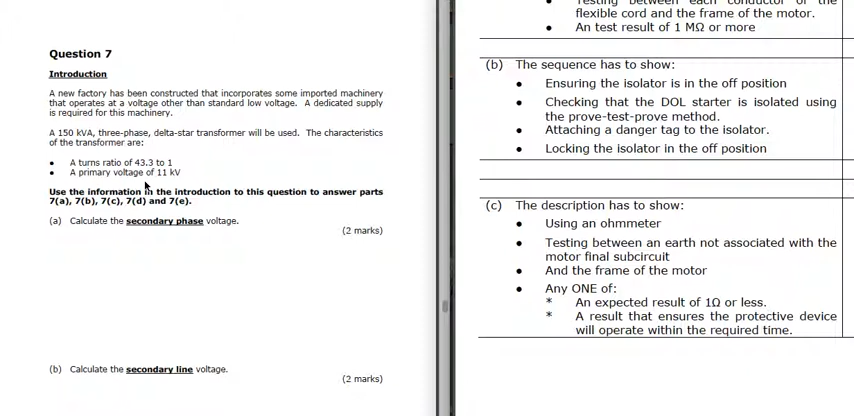 Question 7
Introduction
A new factory has been constructed that incorporates some imported machinery
that operates at a voltage other than standard low voltage. A dedicated supply
is required for this machinery.
A 150 kVA, three-phase, delta-star transformer will be used. The characteristics
of the transformer are:
• A turns ratio of 43.3 to 1
• A primary voltage of 11 kV
Use the information in the introduction to this question to answer parts
7(a), 7(b), 7(c), 7(d) and 7(e).
(a) Calculate the secondary phase voltage.
(2 marks)
(b) Calculate the secondary line voltage.
(2 marks)
• Testing between each conductor of the
flexible cord and the frame of the motor.
• An test result of 1 MΩ or more
(b) The sequence has to show:
• Ensuring the isolator is in the off position
• Checking that the DOL starter is isolated using
the prove-test-prove method.
• Attaching a danger tag to the isolator.
• Locking the isolator in the off position
(c) The description has to show:
• Using an ohmmeter
• Testing between an earth not associated with the
motor final subcircuit
• And the frame of the motor
• Any ONE of:
* An expected result of 1Ω or less.
* A result that ensures the protective device
will operate within the required time.